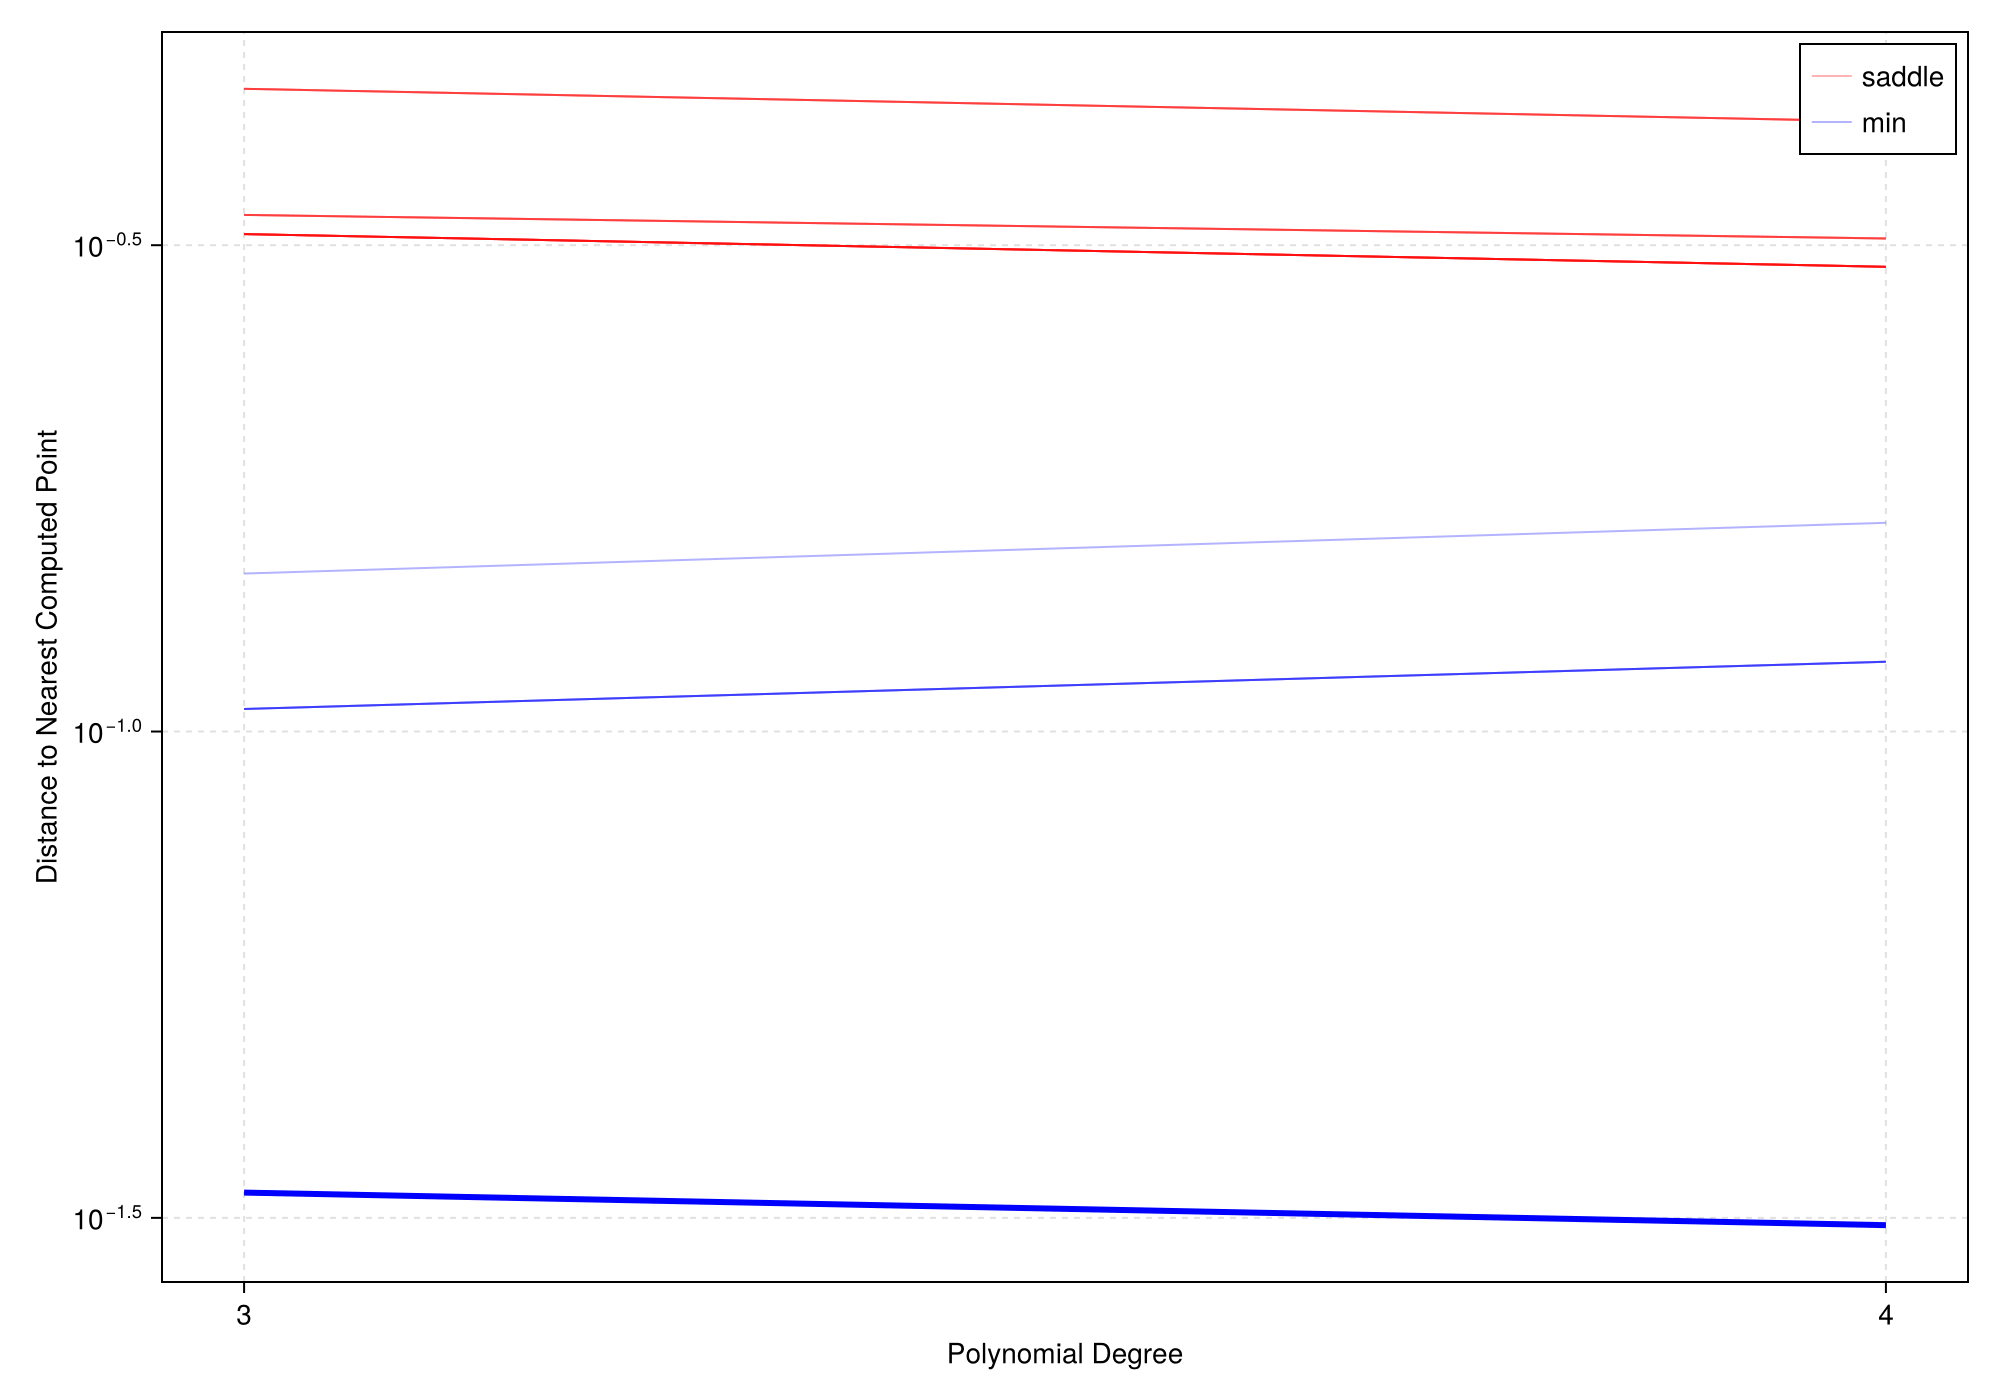 saddle
min
10−0.5
10−1.0
10−1.5
Distance to Nearest Computed Point
3
4
Polynomial Degree